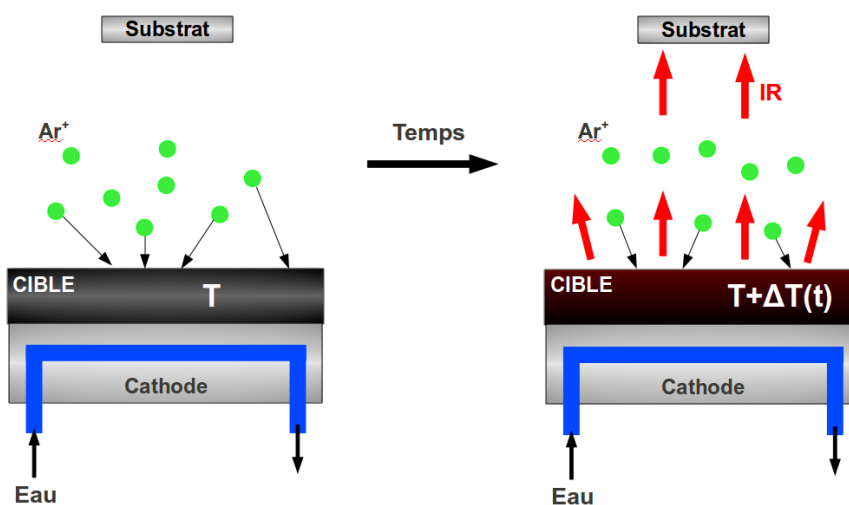 Substrat
Ar⁺
CIBLE
T
Cathode
Eau
Temps
Substrat
IR
Ar⁺
CIBLE
T+ΔT(t)
Cathode
Eau